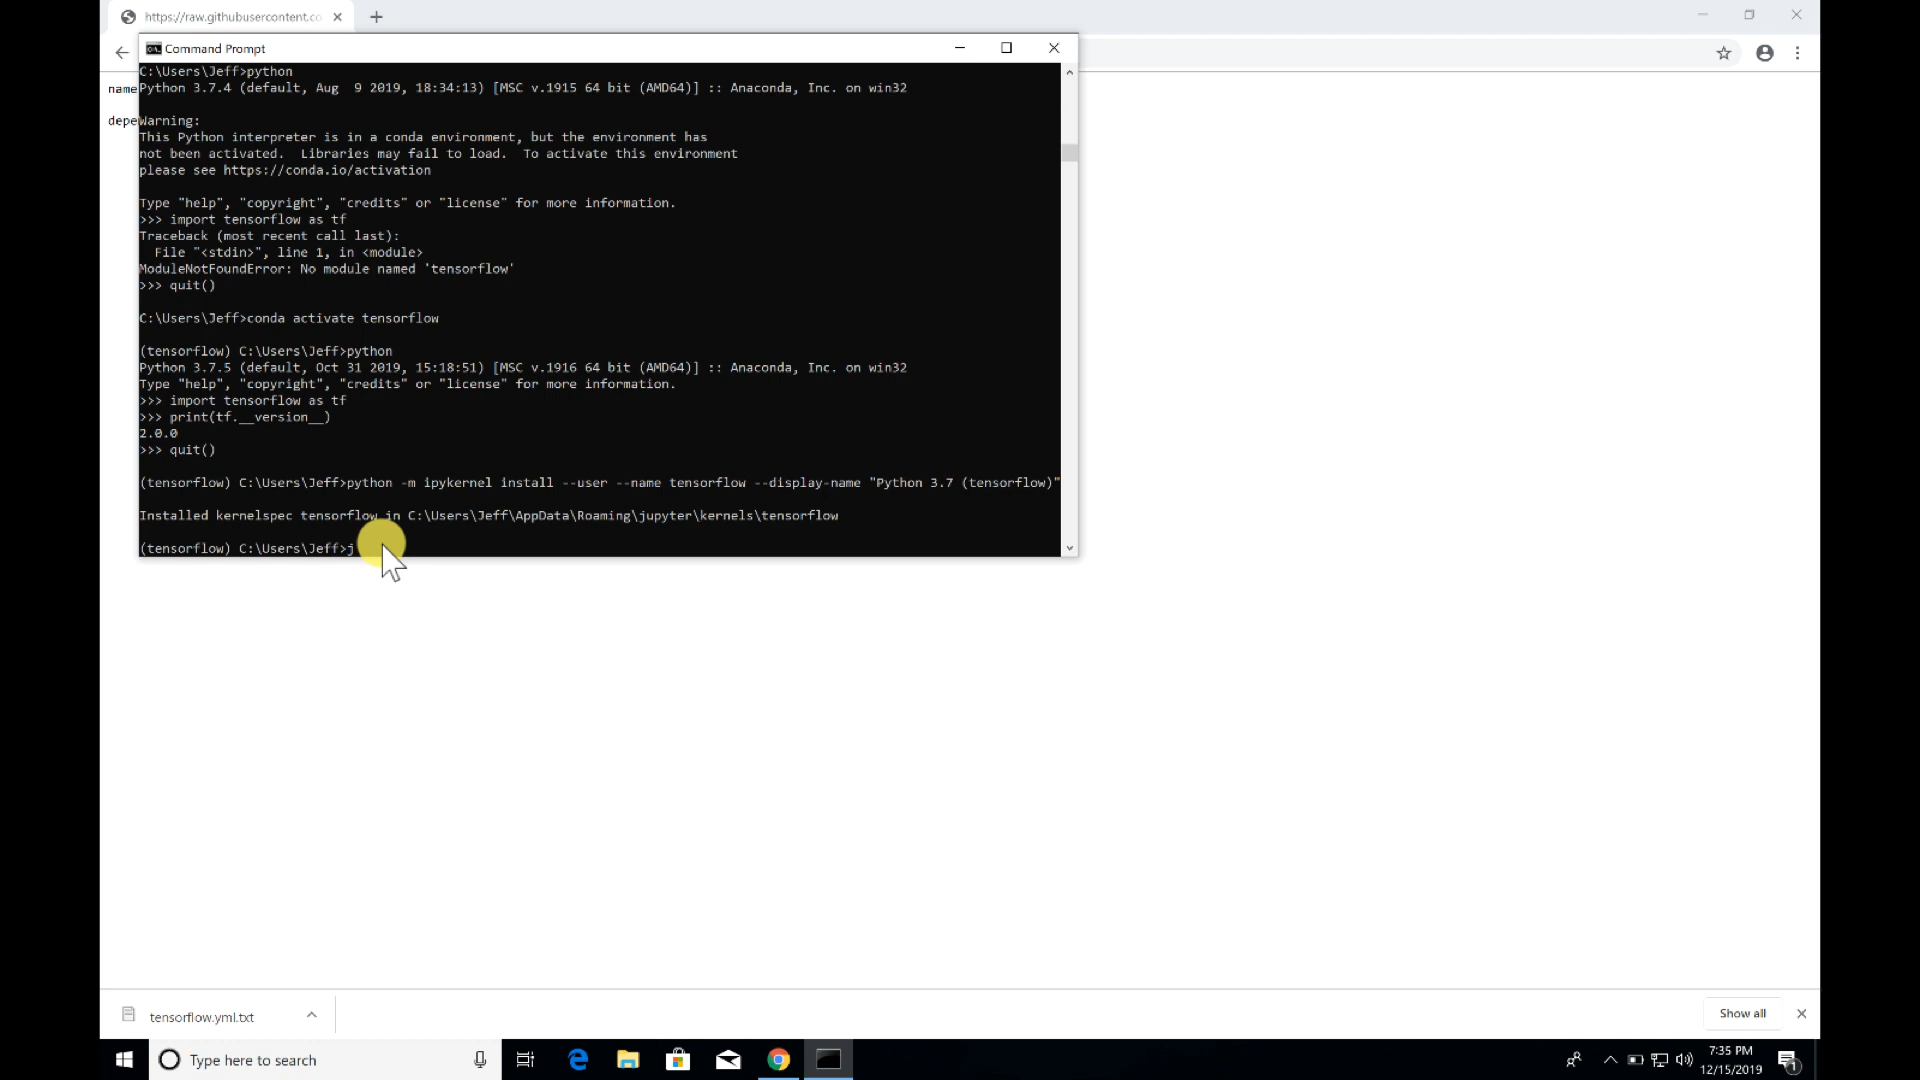 https://raw.githubusercontent.co
Command Prompt
name
depe
C:\Users\Jeff>python
Python 3.7.4 (default, Aug  9 2019, 18:34:13) [MSC v.1915 64 bit (AMD64)] :: Anaconda, Inc. on win32
Warning:
This Python interpreter is in a conda environment, but the environment has
not been activated.  Libraries may fail to load.  To activate this environment
please see https://conda.io/activation
Type "help", "copyright", "credits" or "license" for more information.
>>> import tensorflow as tf
Traceback (most recent call last):
  File "<stdin>", line 1, in <module>
ModuleNotFoundError: No module named 'tensorflow'
>>> quit()
C:\Users\Jeff>conda activate tensorflow
(tensorflow) C:\Users\Jeff>python
Python 3.7.5 (default, Oct 31 2019, 15:18:51) [MSC v.1916 64 bit (AMD64)] :: Anaconda, Inc. on win32
Type "help", "copyright", "credits" or "license" for more information.
>>> import tensorflow as tf
>>> print(tf.__version__)
2.0.0
>>> quit()
(tensorflow) C:\Users\Jeff>python -m ipykernel install --user --name tensorflow --display-name "Python 3.7 (tensorflow)"
Installed kernelspec tensorflow in C:\Users\Jeff\AppData\Roaming\jupyter\kernels\tensorflow
(tensorflow) C:\Users\Jeff>j
tensorflow.yml.txt
Show all
Type here to search
7:35 PM
12/15/2019
1